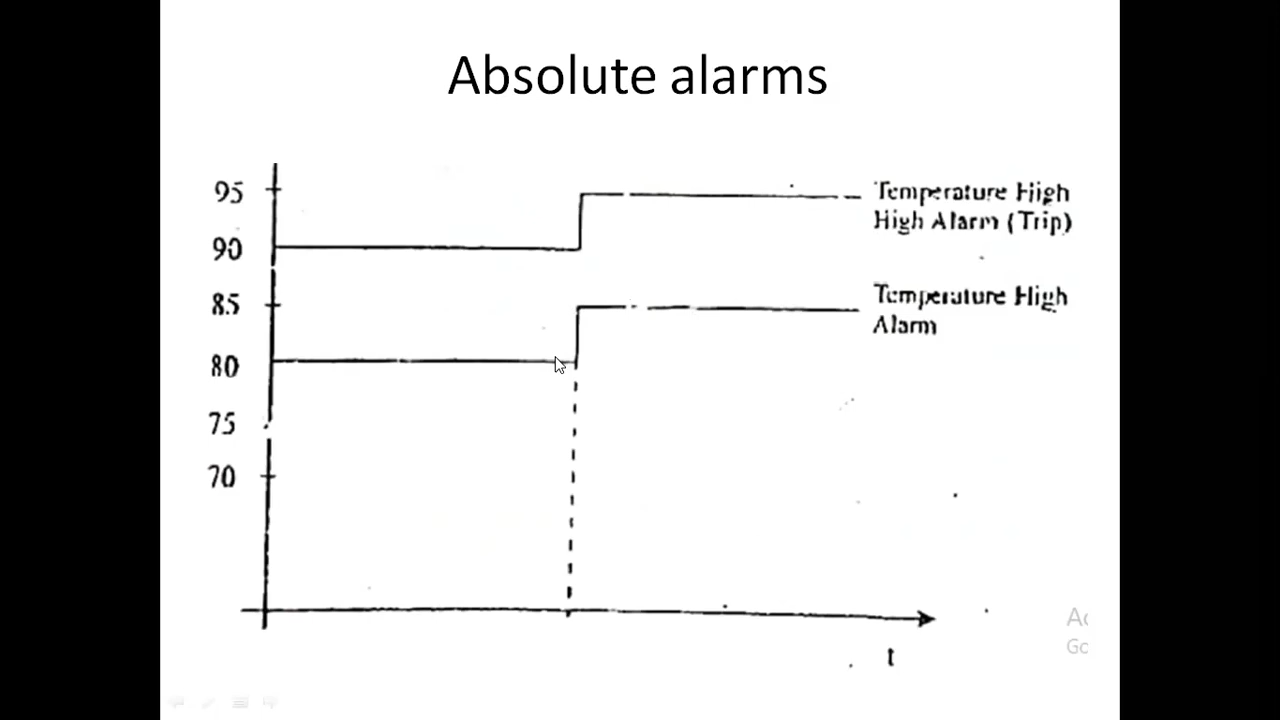 Absolute alarms
95
Temperature High
High Alarm (Trip)
90
85
Temperature High
Alarm
80
75
70
t